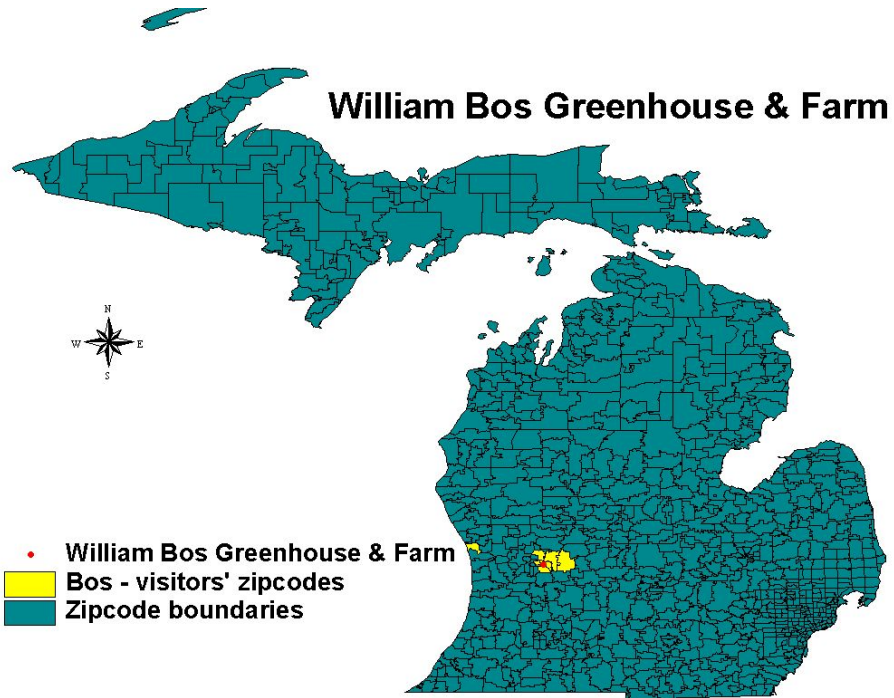 William Bos Greenhouse & Farm
N
W E
S
William Bos Greenhouse & Farm
Bos - visitors' zipcodes
Zipcode boundaries